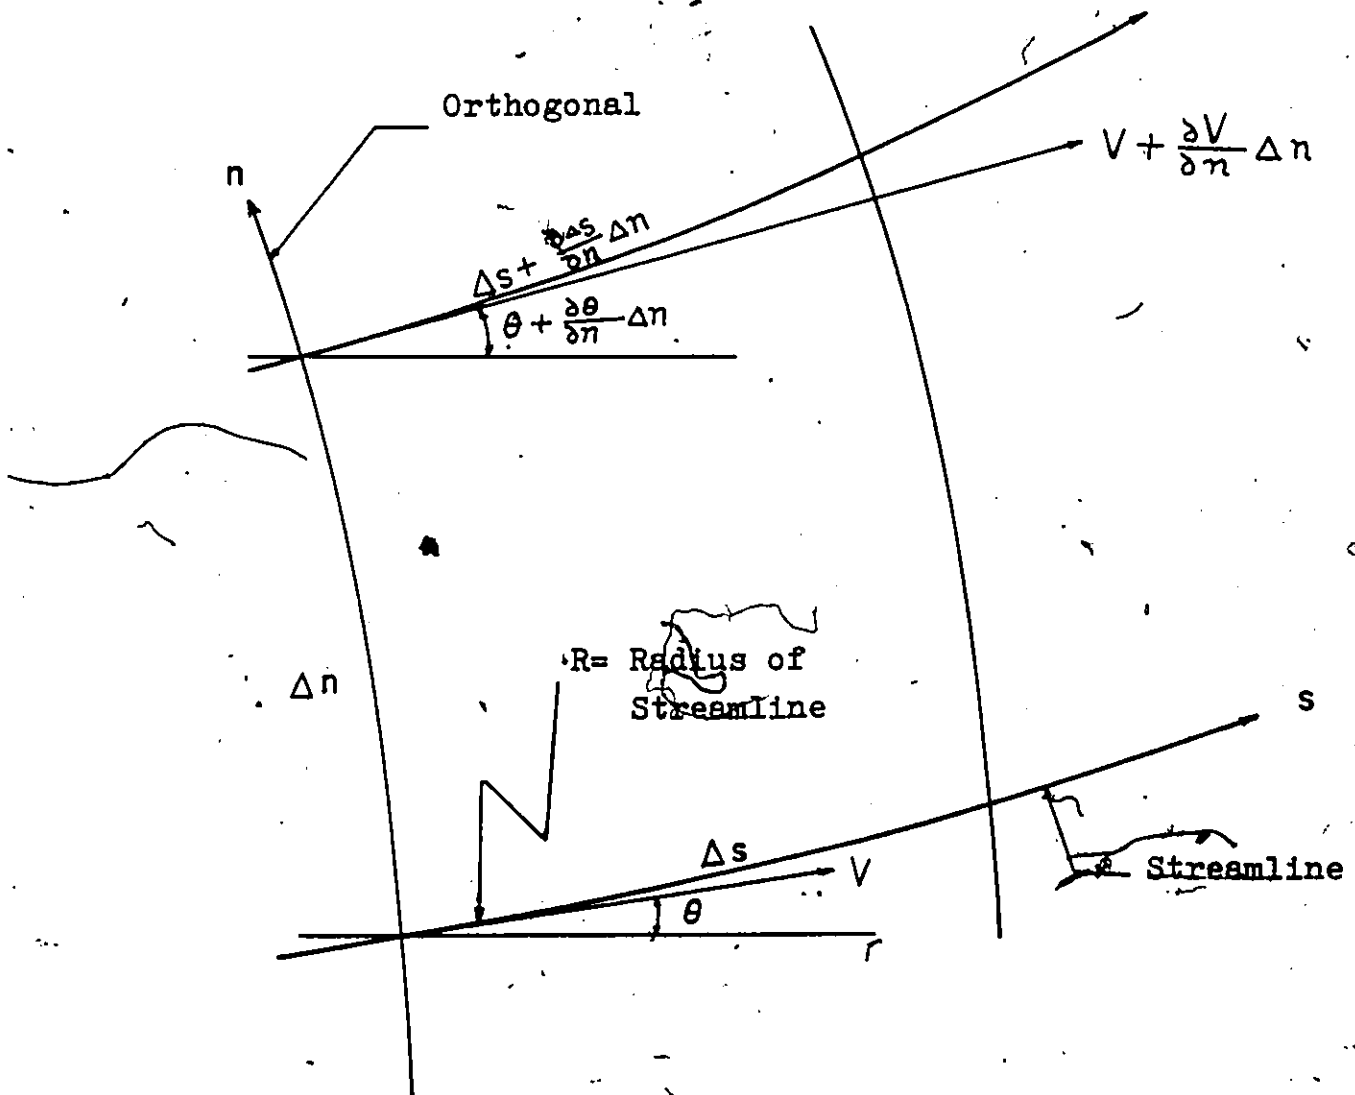 Orthogonal
n
V + ∂V/∂n Δn
Δs + ∂Δs/∂n Δn
θ + ∂θ/∂n Δn
Δn
R= Radius of
Streamline
s
Δs
V
Streamline
θ
r